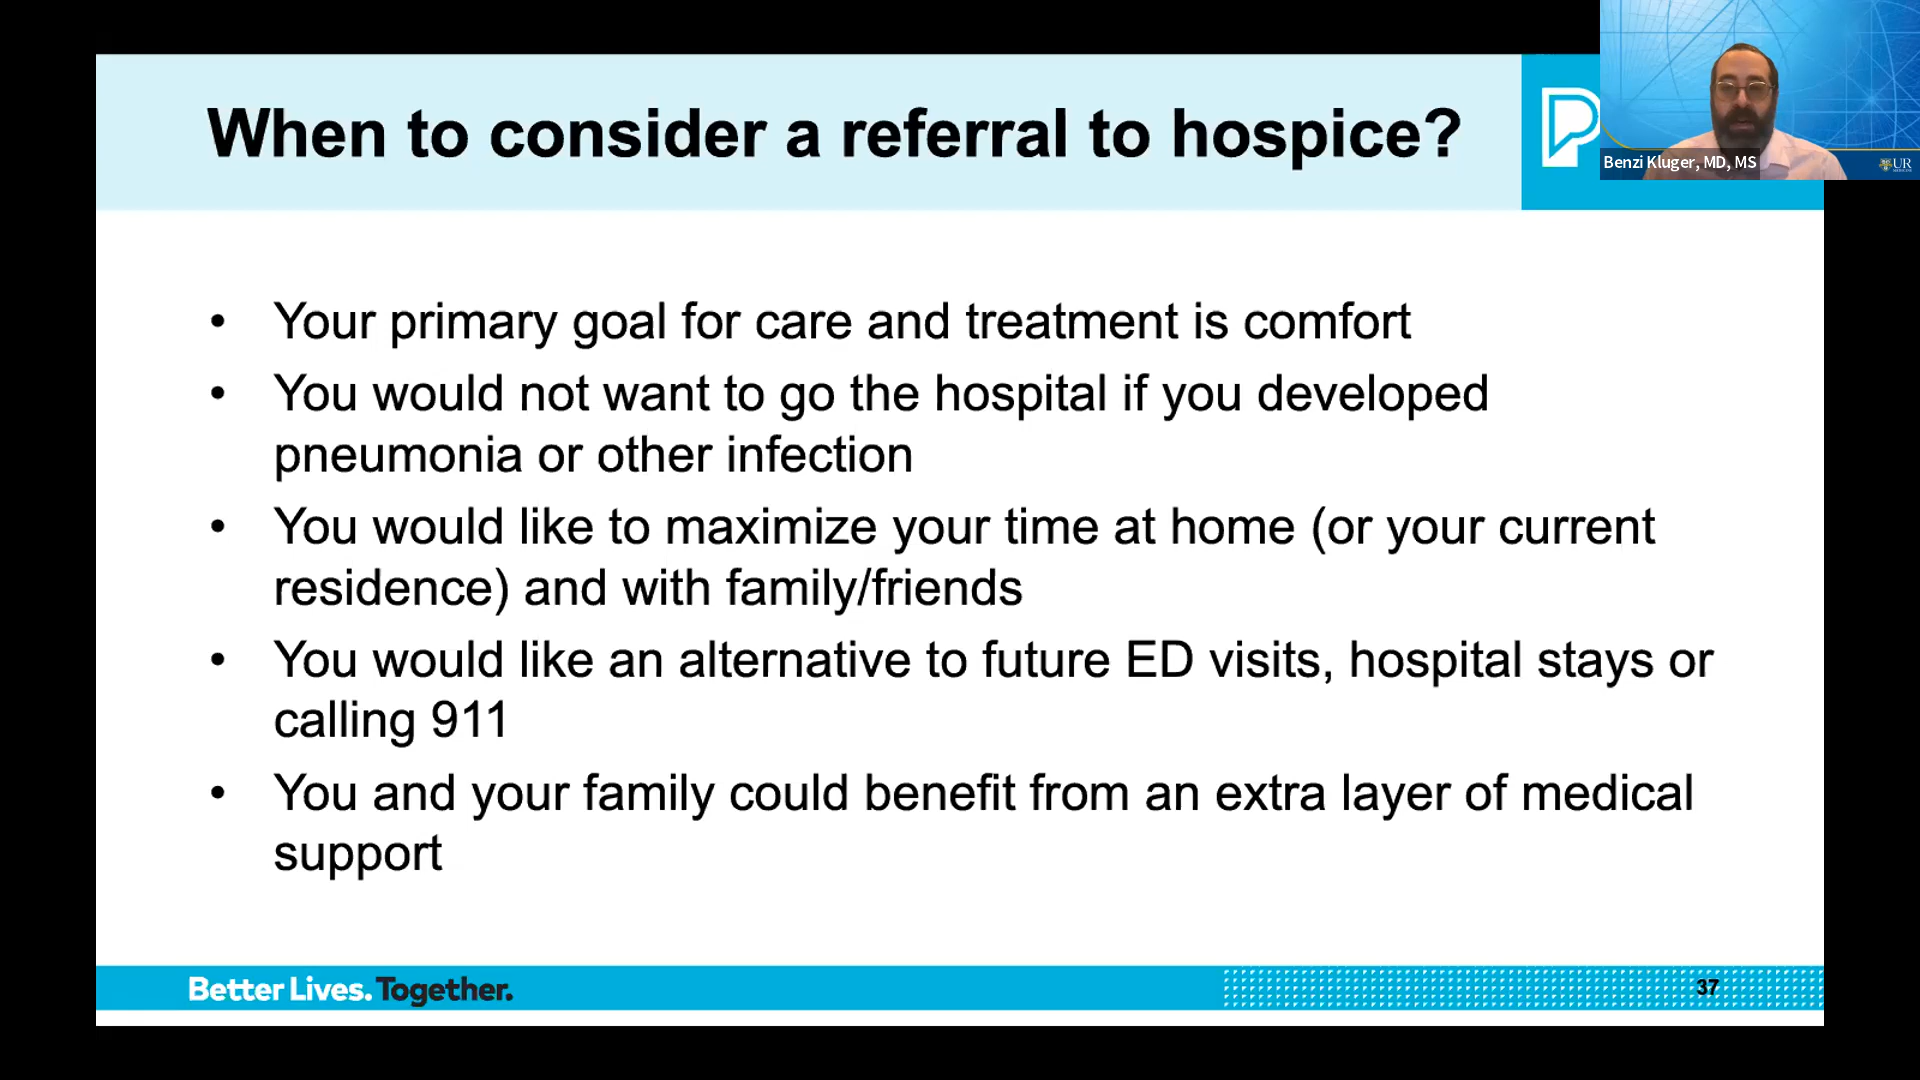 When to consider a referral to hospice?
P
Benzi Kluger, MD, MS
UR
• Your primary goal for care and treatment is comfort
• You would not want to go the hospital if you developed
pneumonia or other infection
• You would like to maximize your time at home (or your current
residence) and with family/friends
• You would like an alternative to future ED visits, hospital stays or
calling 911
• You and your family could benefit from an extra layer of medical
support
Better Lives. Together.
37